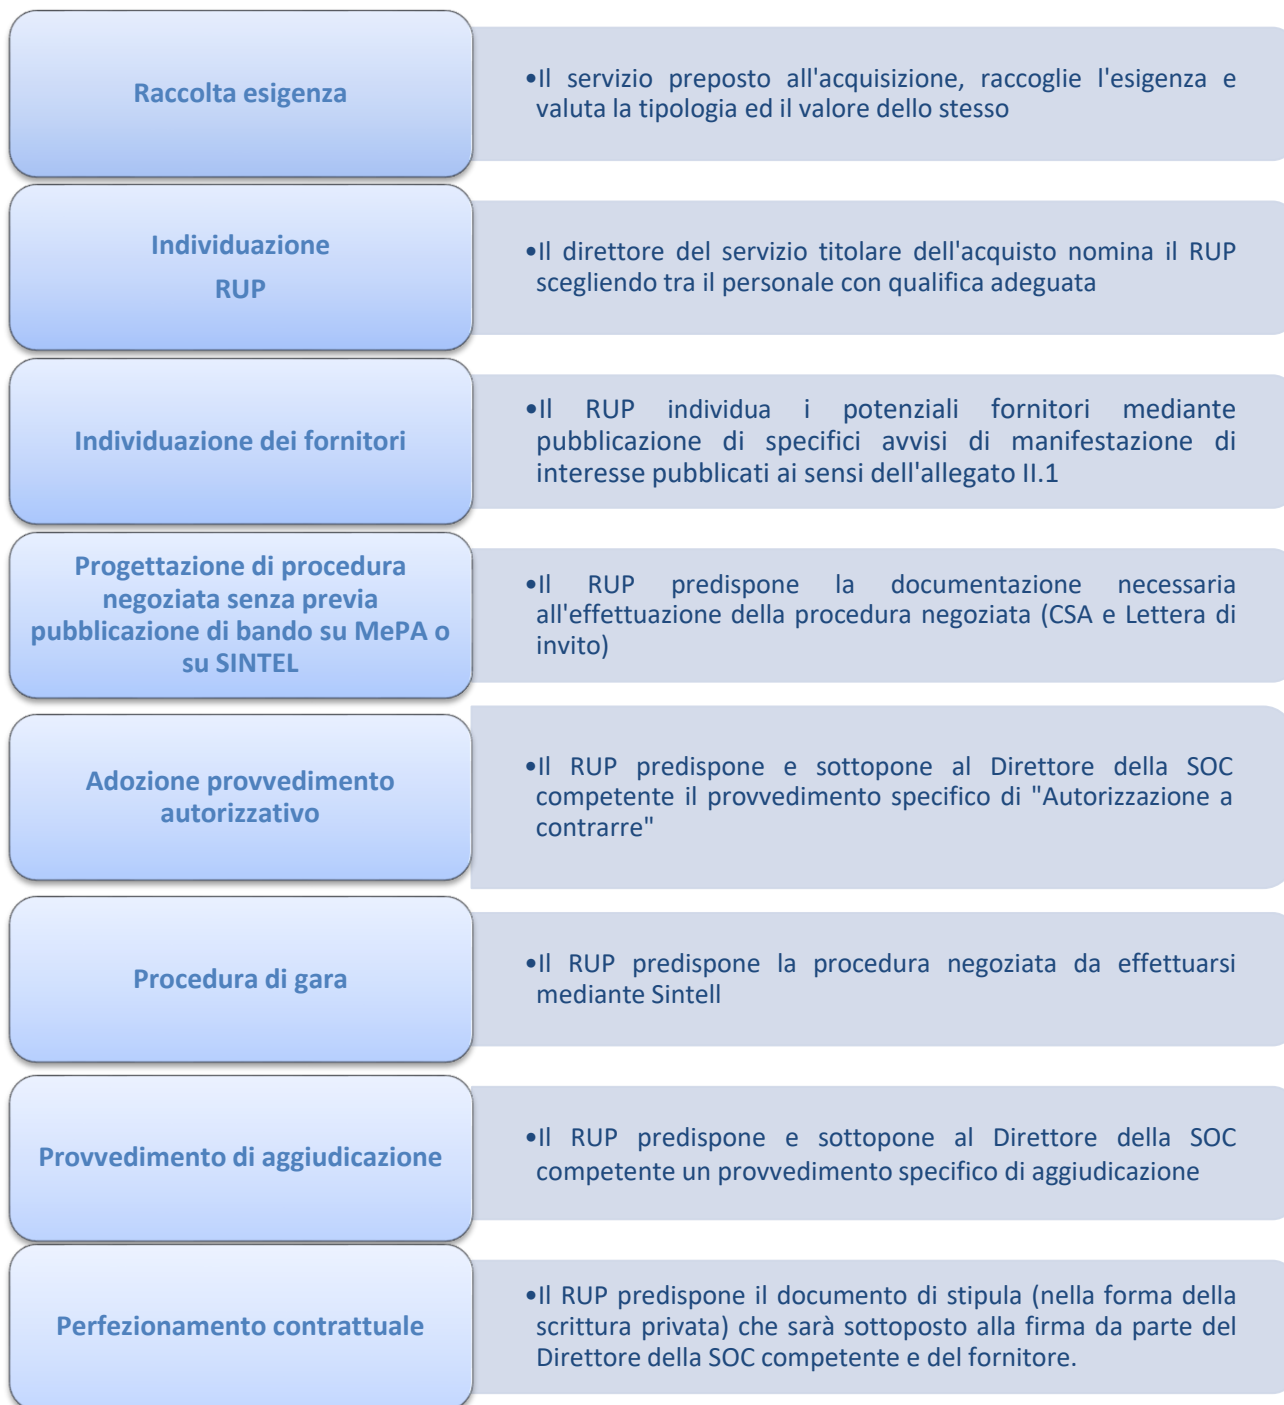 Raccolta esigenza
•Il servizio preposto all'acquisizione, raccoglie l'esigenza e
valuta la tipologia ed il valore dello stesso
Individuazione
RUP
•Il direttore del servizio titolare dell'acquisto nomina il RUP
scegliendo tra il personale con qualifica adeguata
Individuazione dei fornitori
•Il RUP individua i potenziali fornitori mediante
pubblicazione di specifici avvisi di manifestazione di
interesse pubblicati ai sensi dell'allegato II.1
Progettazione di procedura
negoziata senza previa
pubblicazione di bando su MePA o
su SINTEL
•Il RUP predispone la documentazione necessaria
all'effettuazione della procedura negoziata (CSA e Lettera di
invito)
Adozione provvedimento
autorizzativo
•Il RUP predispone e sottopone al Direttore della SOC
competente il provvedimento specifico di "Autorizzazione a
contrarre"
Procedura di gara
•Il RUP predispone la procedura negoziata da effettuarsi
mediante Sintell
Provvedimento di aggiudicazione
•Il RUP predispone e sottopone al Direttore della SOC
competente un provvedimento specifico di aggiudicazione
Perfezionamento contrattuale
•Il RUP predispone il documento di stipula (nella forma della
scrittura privata) che sarà sottoposto alla firma da parte del
Direttore della SOC competente e del fornitore.